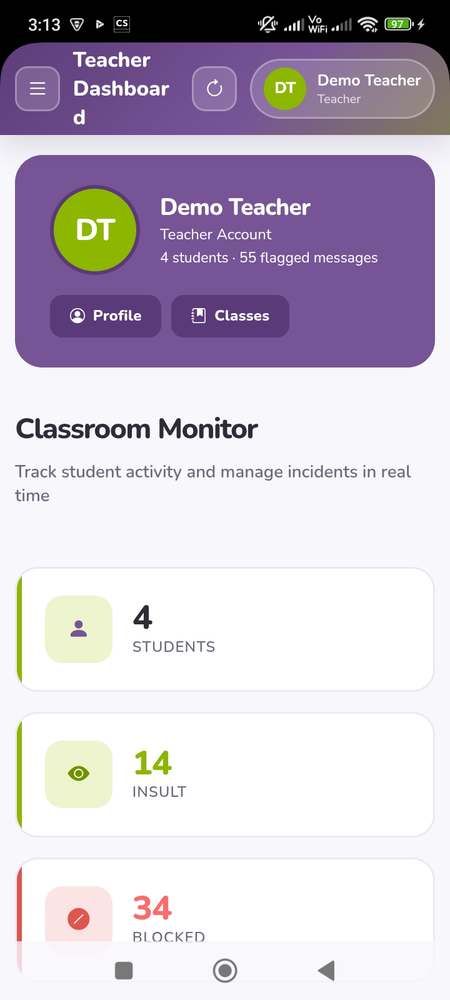 3:13
CS
Vo
WiFi
97
Teacher
Dashboar
d
DT
Demo Teacher
Teacher
DT
Demo Teacher
Teacher Account
4 students · 55 flagged messages
Profile
Classes
Classroom Monitor
Track student activity and manage incidents in real
time
4
STUDENTS
14
INSULT
34
BLOCKED